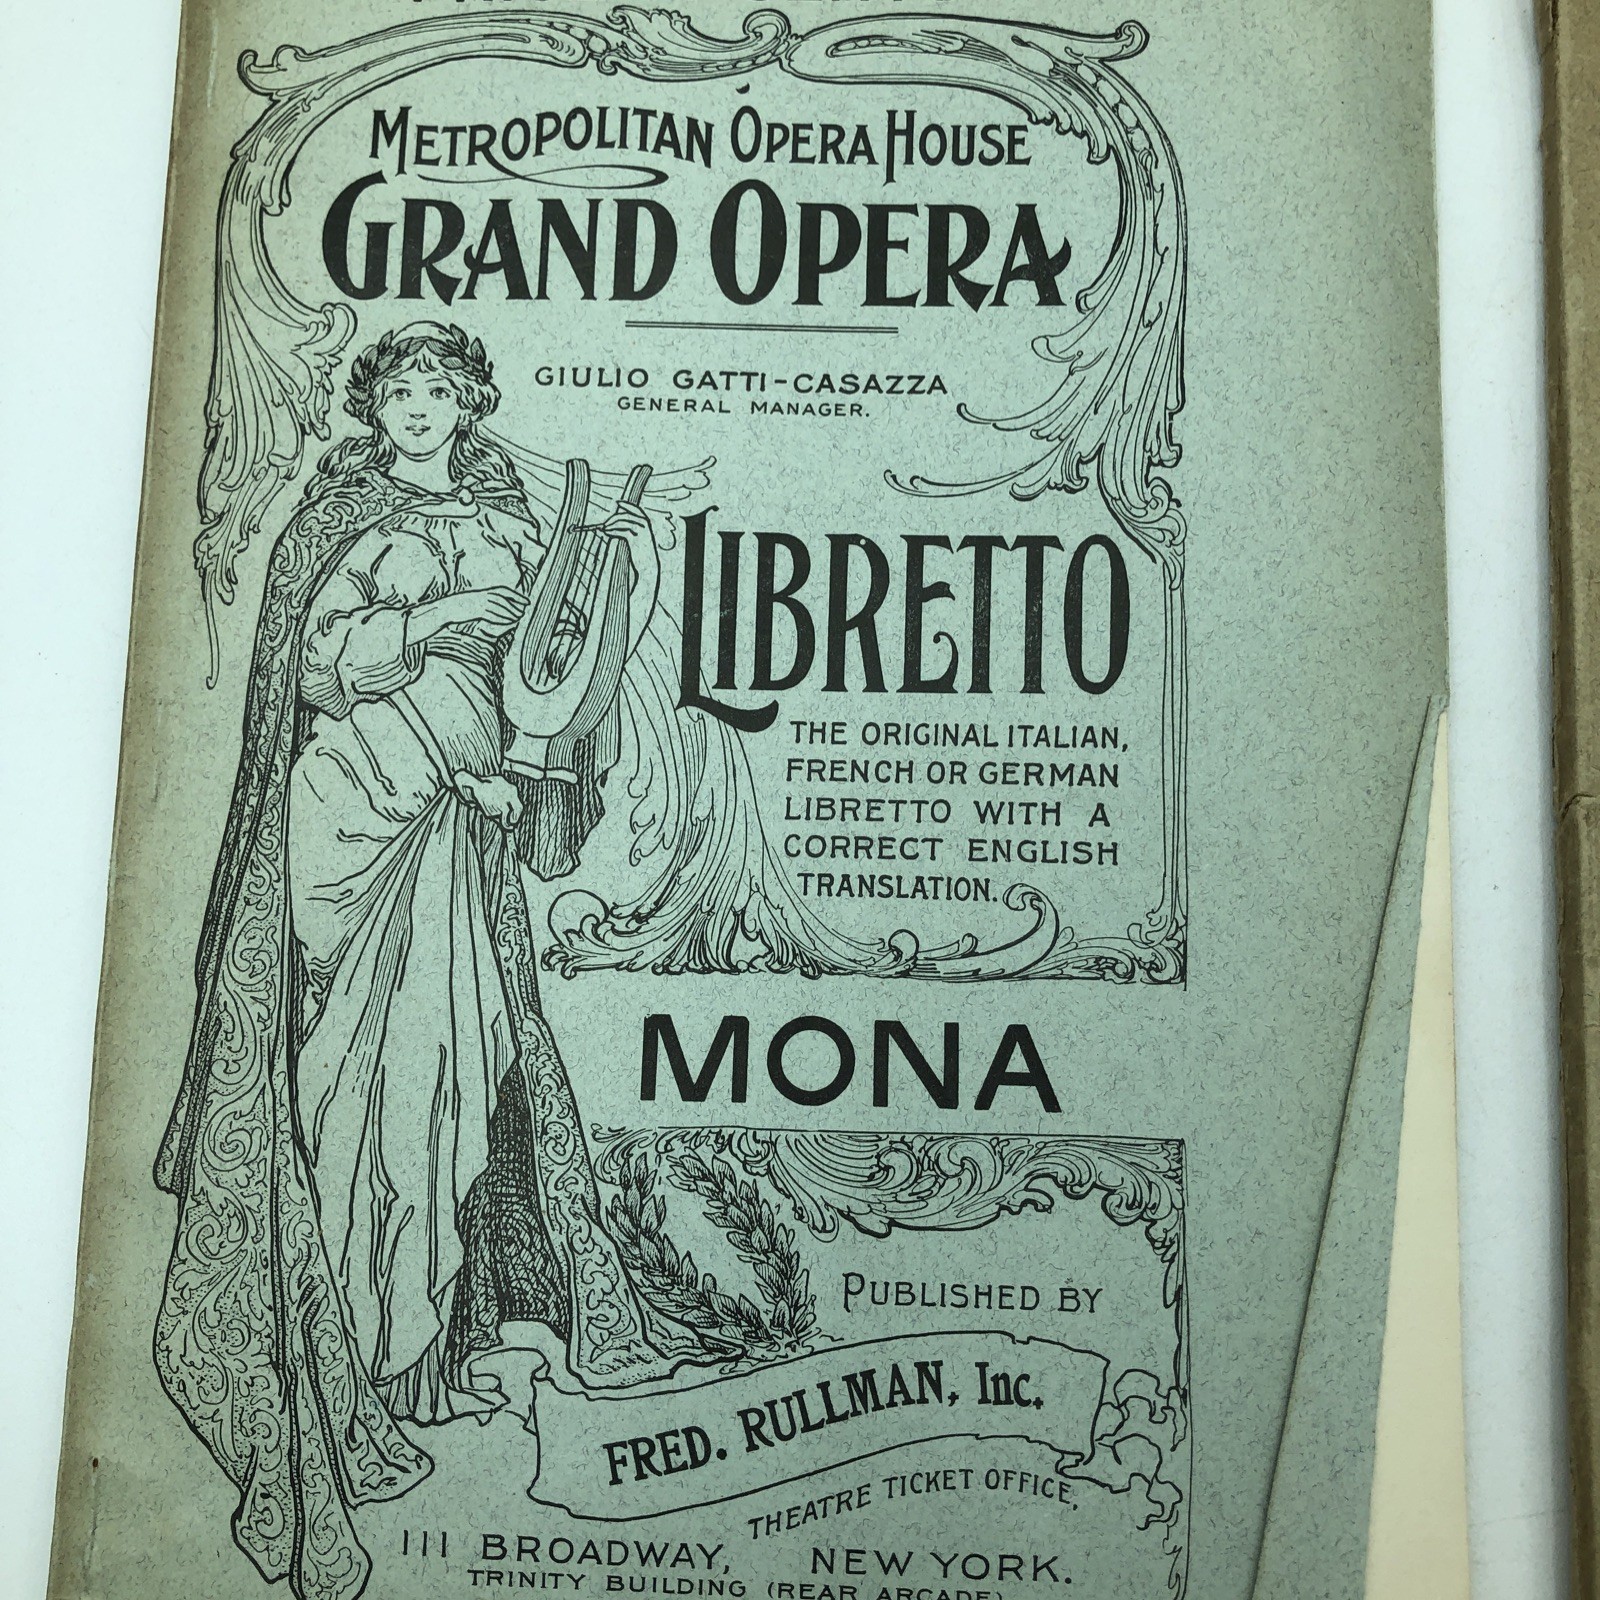 METROPOLITAN OPERA HOUSE
GRAND OPERA
GIULIO GATTI-CASAZZA
GENERAL MANAGER.
LIBRETTO
THE ORIGINAL ITALIAN,
FRENCH OR GERMAN
LIBRETTO WITH A
CORRECT ENGLISH
TRANSLATION.
MONA
PUBLISHED BY
FRED. RULLMAN, Inc.
THEATRE TICKET OFFICE,
111 BROADWAY, NEW YORK.
TRINITY BUILDING (REAR ARCADE)